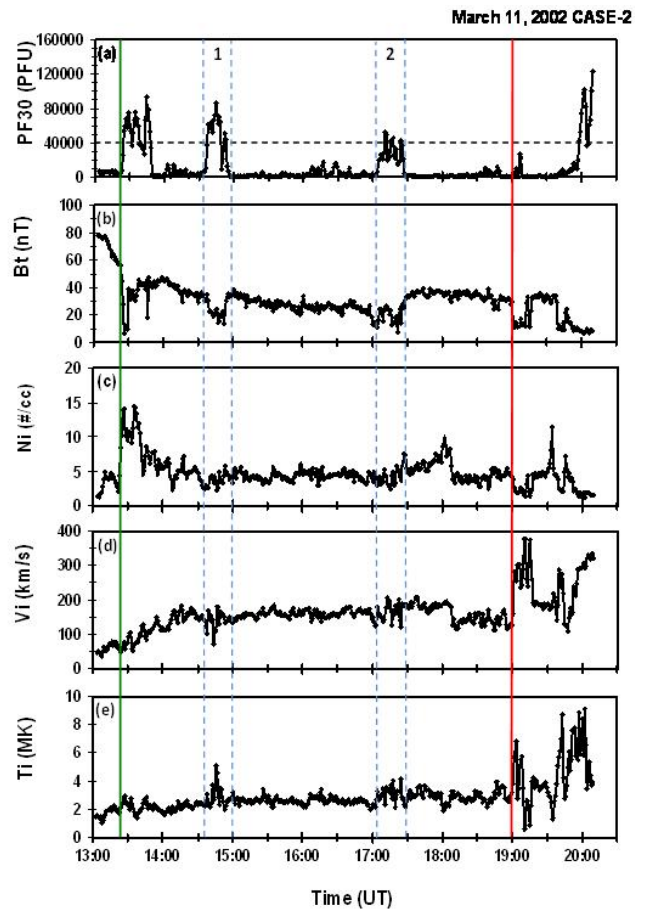 March 11, 2002 CASE-2
(a)
1
2
PF30 (PFU)
160000
120000
80000
40000
0
(b)
Bt (nT)
100
80
60
40
20
0
(c)
Ni (#/cc)
20
15
10
5
0
(d)
Vi (km/s)
400
300
200
100
0
(e)
Ti (MK)
10
8
6
4
2
0
13:00 14:00 15:00 16:00 17:00 18:00 19:00 20:00
Time (UT)